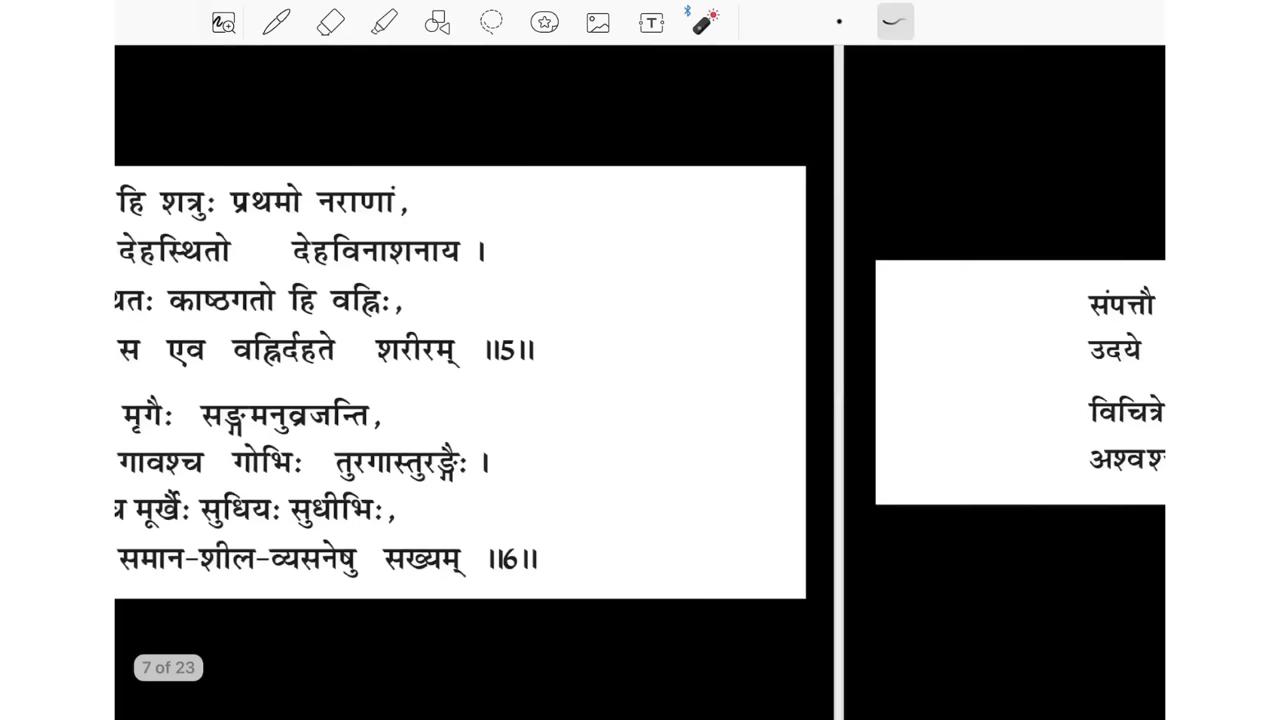 हि शत्रुः प्रथमो नराणां,
देहस्थितो देहविनाशनाय ।
काष्ठगतो हि वह्निः,
स एव वह्निर्दहते शरीरम् ॥5॥
मृगैः सङ्गमनुव्रजन्ति,
गावश्च गोभिः तुरगास्तुरङ्गैः ।
मूर्खैः सुधियः सुधीभिः,
समान-शील-व्यसनेषु सख्यम् ॥6॥
संपत्तौ
उदये
विचित्रे
7 of 23